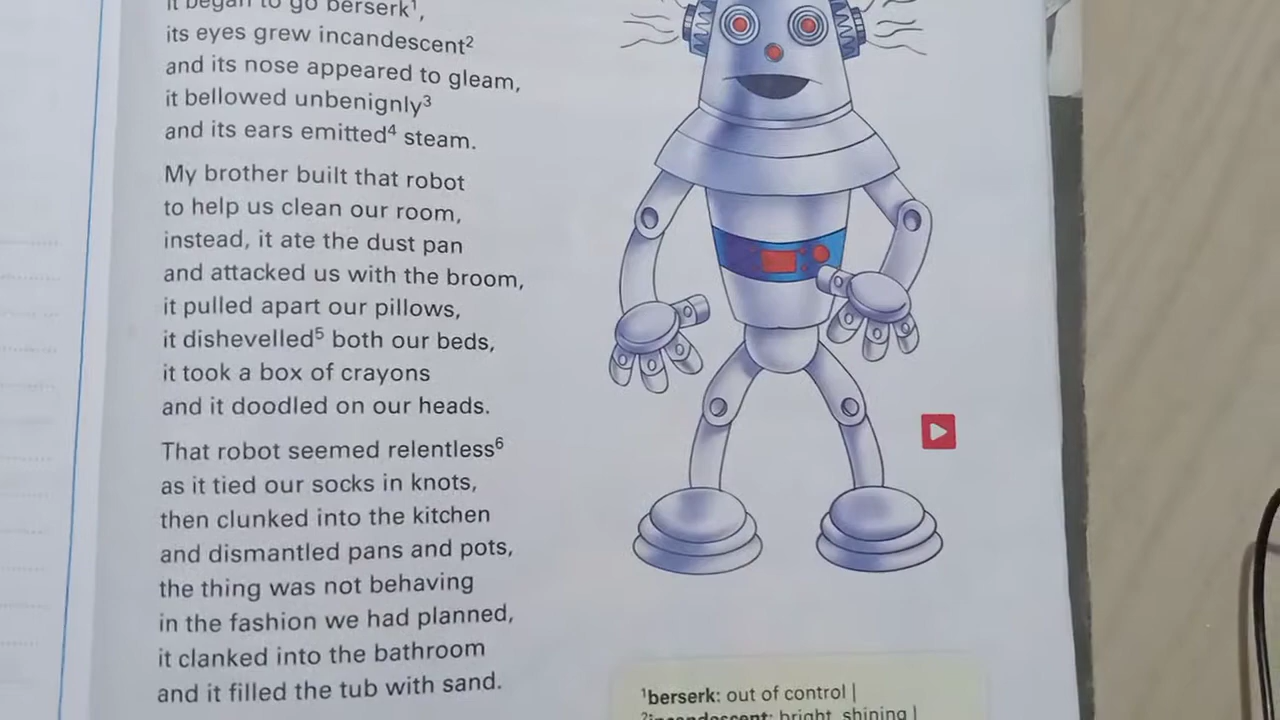 it began to go berserk¹,
its eyes grew incandescent²
and its nose appeared to gleam,
it bellowed unbenignly³
and its ears emitted⁴ steam.
My brother built that robot
to help us clean our room,
instead, it ate the dust pan
and attacked us with the broom,
it pulled apart our pillows,
it dishevelled⁵ both our beds,
it took a box of crayons
and it doodled on our heads.
That robot seemed relentless⁶
as it tied our socks in knots,
then clunked into the kitchen
and dismantled pans and pots,
the thing was not behaving
in the fashion we had planned,
it clanked into the bathroom
and it filled the tub with sand.
¹berserk: out of control |
²incandescent: bright, shining |